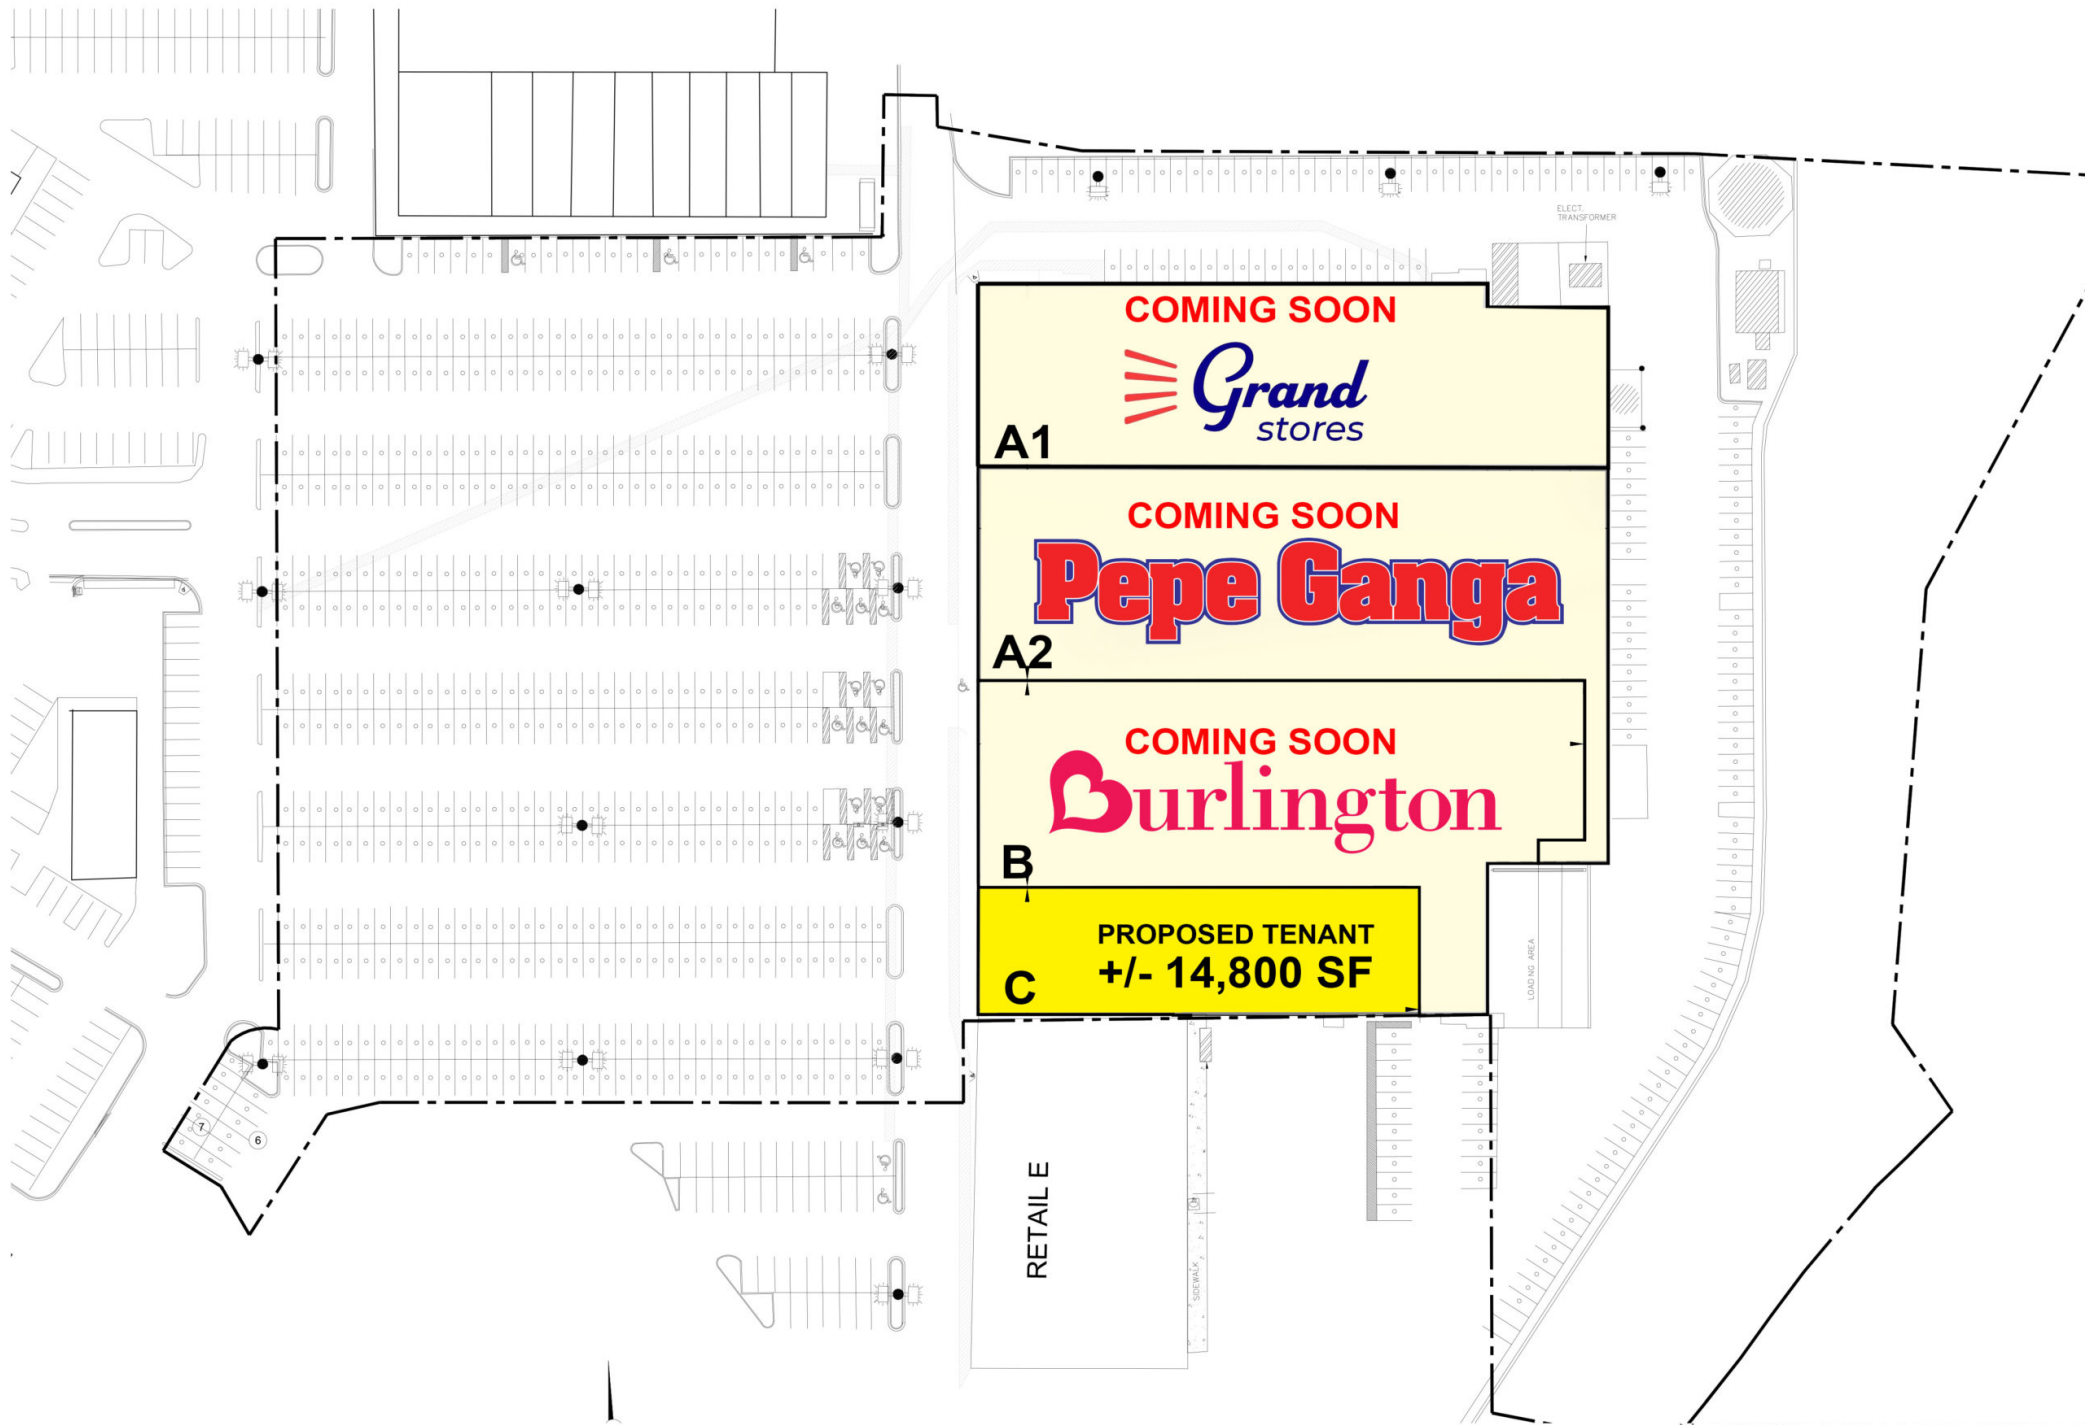 ELECT.
TRANSFORMER
COMING SOON
Grand
stores
A1
COMING SOON
Pepe Ganga
A2
COMING SOON
Burlington
B
PROPOSED TENANT
+/- 14,800 SF
C
LOADING AREA
7
6
RETAIL E
SIDEWALK